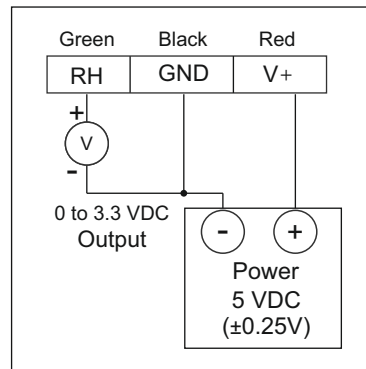 Green Black Red
RH GND V+
+
V
-
0 to 3.3 VDC
Output
- +
Power
5 VDC
(±0.25V)